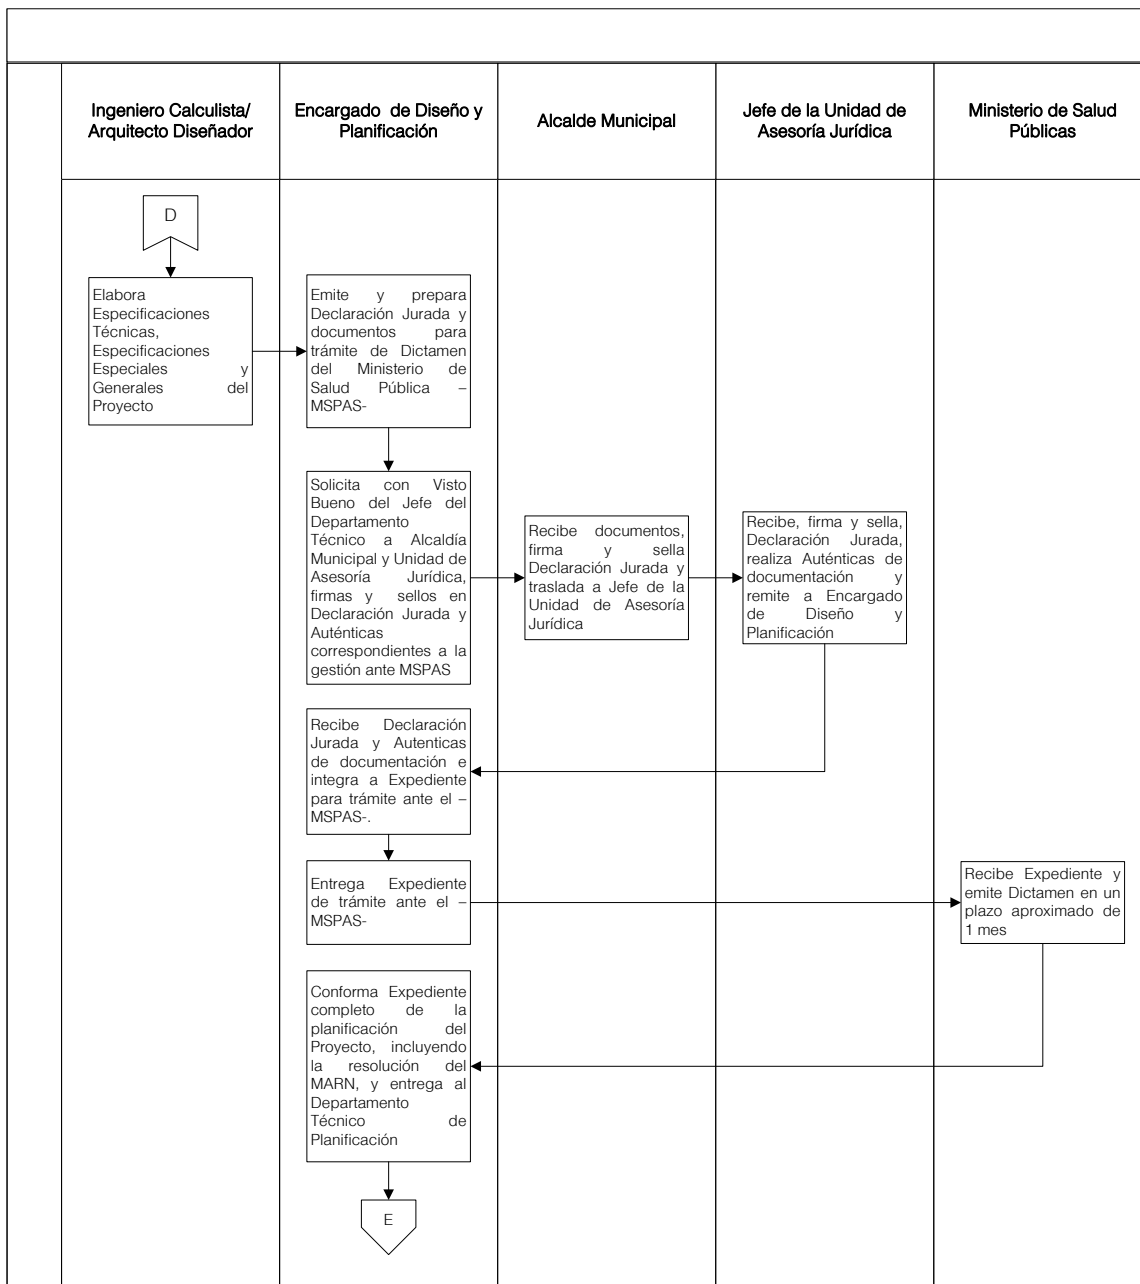 Ingeniero Calculista/
Arquitecto Diseñador
Encargado de Diseño y
Planificación
Alcalde Municipal
Jefe de la Unidad de
Asesoría Jurídica
Ministerio de Salud
Públicas
D
Elabora
Especificaciones
Técnicas,
Especificaciones
Especiales y
Generales del
Proyecto
Emite y prepara
Declaración Jurada y
documentos para
trámite de Dictamen
del Ministerio de
Salud Pública –
MSPAS-
Solicita con Visto
Bueno del Jefe del
Departamento
Técnico a Alcaldía
Municipal y Unidad de
Asesoría Jurídica,
firmas y sellos en
Declaración Jurada y
Auténticas
correspondientes a la
gestión ante MSPAS
Recibe documentos,
firma y sella
Declaración Jurada y
traslada a Jefe de la
Unidad de Asesoría
Jurídica
Recibe, firma y sella,
Declaración Jurada,
realiza Auténticas de
documentación y
remite a Encargado
de Diseño y
Planificación
Recibe Declaración
Jurada y Autenticas
de documentación e
integra a Expediente
para trámite ante el –
MSPAS-.
Entrega Expediente
de trámite ante el –
MSPAS-
Recibe Expediente y
emite Dictamen en un
plazo aproximado de
1 mes
Conforma Expediente
completo de la
planificación del
Proyecto, incluyendo
la resolución del
MARN, y entrega al
Departamento
Técnico de
Planificación
E